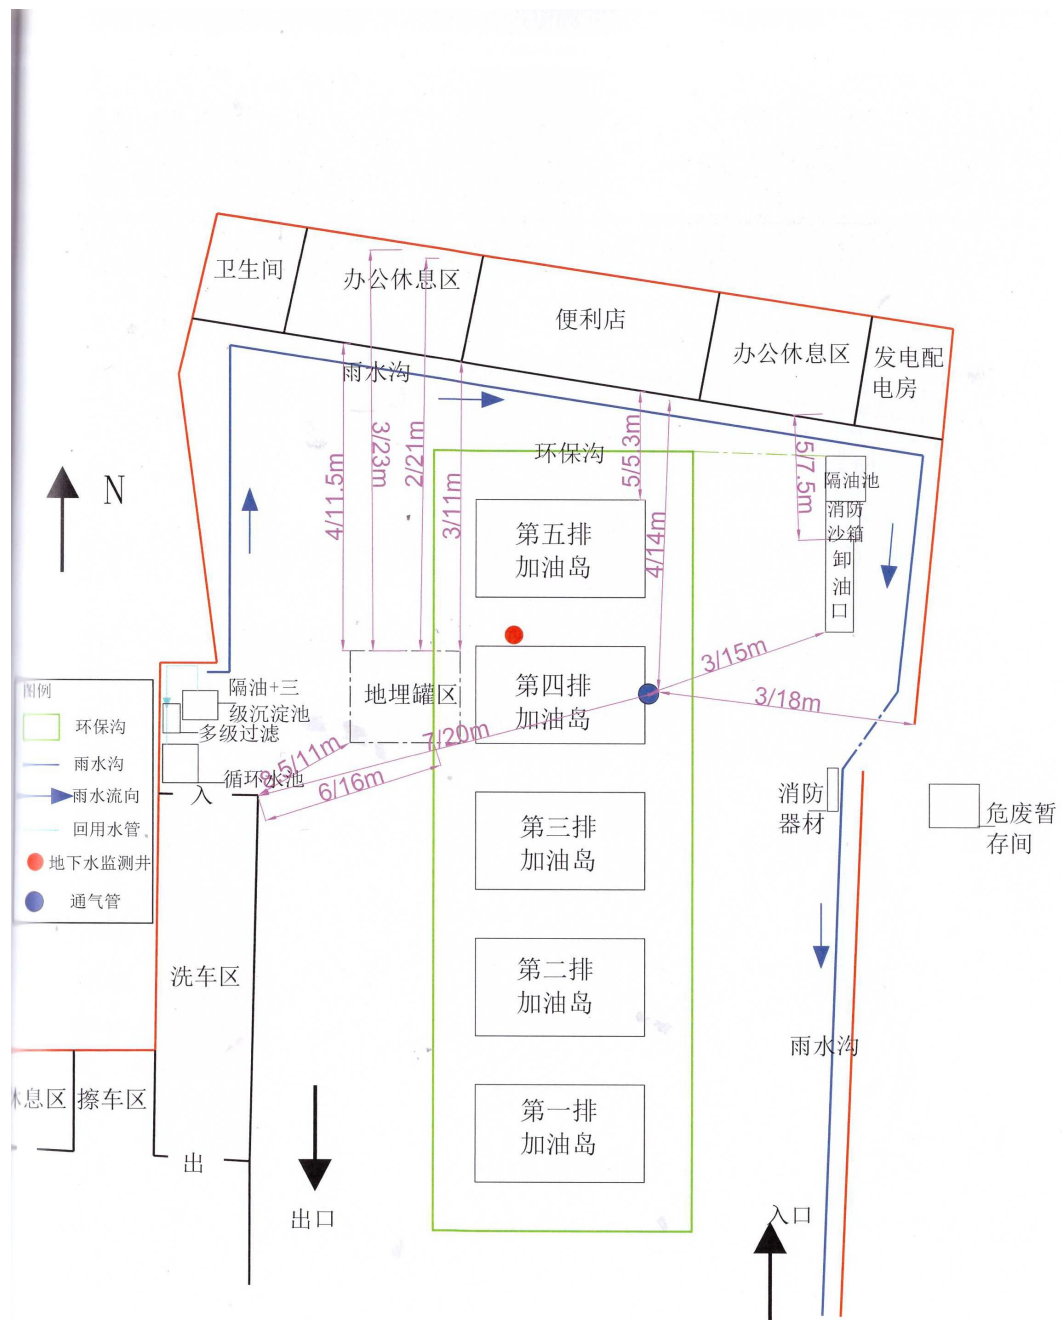 卫生间
办公休息区
便利店
办公休息区
发电配
电房
雨水沟
环保沟
隔油池
消防
沙箱
卸
油
口
N
4/11.5m
3/23m
2/21m
3/11m
5/5.3m
4/14m
5/7.5m
第五排
加油岛
3/15m
3/18m
地埋罐区
第四排
加油岛
7/20m
8.5/11m
6/16m
隔油+三
级沉淀池
多级过滤
循环水池
入
图例
环保沟
雨水沟
雨水流向
回用水管
地下水监测井
通气管
第三排
加油岛
消防
器材
危废暂
存间
洗车区
第二排
加油岛
雨水沟
休息区
擦车区
第一排
加油岛
出
出口
入口